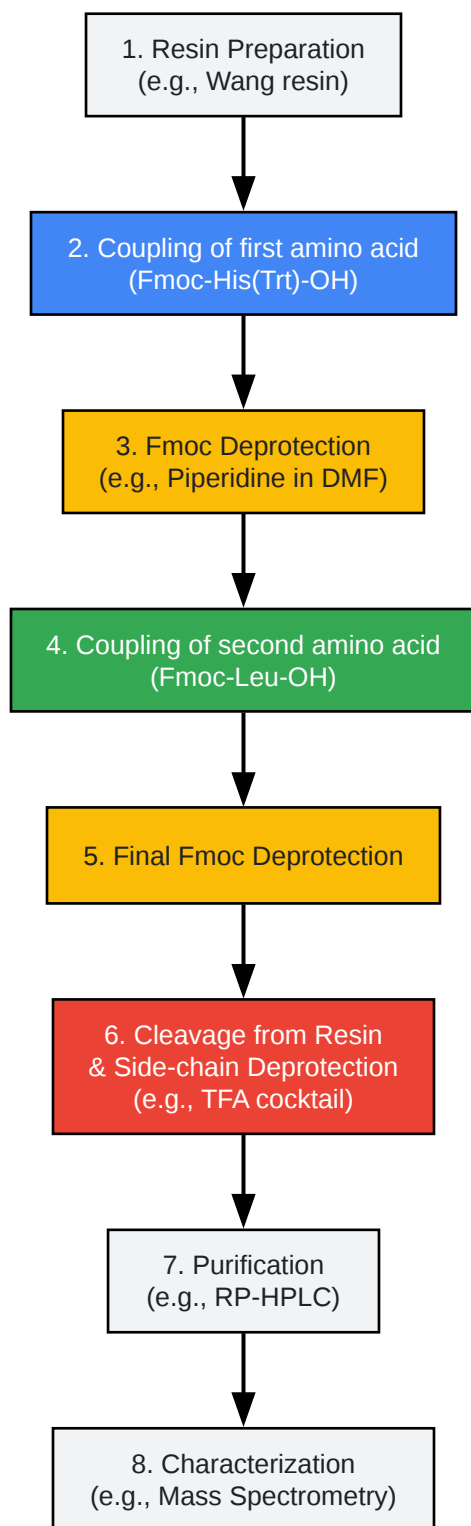 1. Resin Preparation
(e.g., Wang resin)
2. Coupling of first amino acid
(Fmoc-His(Trt)-OH)
3. Fmoc Deprotection
(e.g., Piperidine in DMF)
4. Coupling of second amino acid
(Fmoc-Leu-OH)
5. Final Fmoc Deprotection
6. Cleavage from Resin
& Side-chain Deprotection
(e.g., TFA cocktail)
7. Purification
(e.g., RP-HPLC)
8. Characterization
(e.g., Mass Spectrometry)